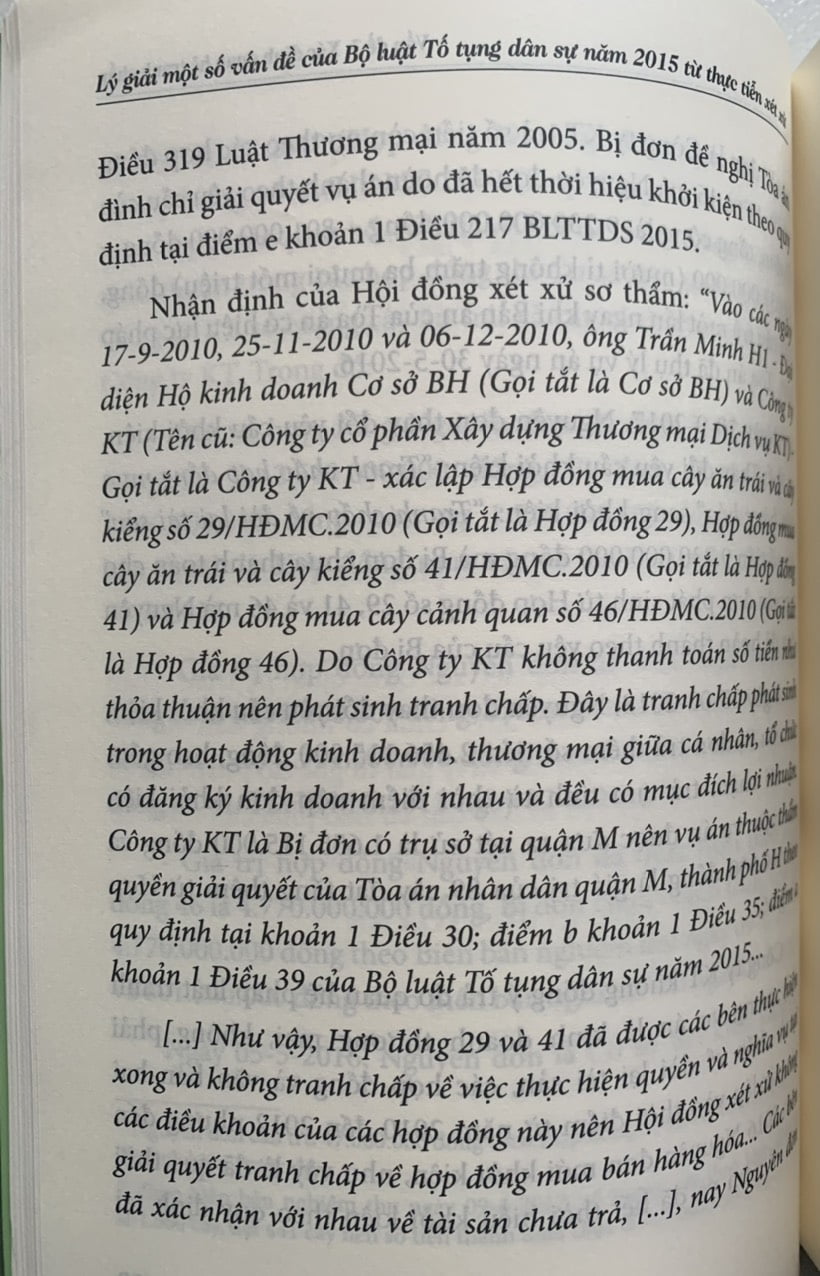 Lý giải một số vấn đề của Bộ luật Tố tụng dân sự năm 2015 từ thực tiễn xét xử
Điều 319 Luật Thương mại năm 2005. Bị đơn đề nghị Tòa án
đình chỉ giải quyết vụ án do đã hết thời hiệu khởi kiện theo quy
định tại điểm e khoản 1 Điều 217 BLTTDS 2015.
Nhận định của Hội đồng xét xử sơ thẩm: “Vào các ngày
17-9-2010, 25-11-2010 và 06-12-2010, ông Trần Minh H1 - Đại
diện Hộ kinh doanh Cơ sở BH (Gọi tắt là Cơ sở BH) và Công ty
KT (Tên cũ: Công ty cổ phần Xây dựng Thương mại Dịch vụ KT)-
Gọi tắt là Công ty KT - xác lập Hợp đồng mua cây ăn trái và cây
kiểng số 29/HĐMC.2010 (Gọi tắt là Hợp đồng 29), Hợp đồng mua
cây ăn trái và cây kiểng số 41/HĐMC.2010 (Gọi tắt là Hợp đồng
41) và Hợp đồng mua cây cảnh quan số 46/HĐMC.2010 (Gọi tắt
là Hợp đồng 46). Do Công ty KT không thanh toán số tiền như
thỏa thuận nên phát sinh tranh chấp. Đây là tranh chấp phát sinh
trong hoạt động kinh doanh, thương mại giữa cá nhân, tổ chức
có đăng ký kinh doanh với nhau và đều có mục đích lợi nhuận.
Công ty KT là Bị đơn có trụ sở tại quận M nên vụ án thuộc thẩm
quyền giải quyết của Tòa án nhân dân quận M, thành phố H theo
quy định tại khoản 1 Điều 30; điểm b khoản 1 Điều 35; điểm
khoản 1 Điều 39 của Bộ luật Tố tụng dân sự năm 2015...
[...] Như vậy, Hợp đồng 29 và 41 đã được các bên thực hiện
xong và không tranh chấp về việc thực hiện quyền và nghĩa vụ tại
các điều khoản của các hợp đồng này nên Hội đồng xét xử không
giải quyết tranh chấp về hợp đồng mua bán hàng hóa... Các bên
đã xác nhận với nhau về tài sản chưa trả, [...], nay Nguyên đơn